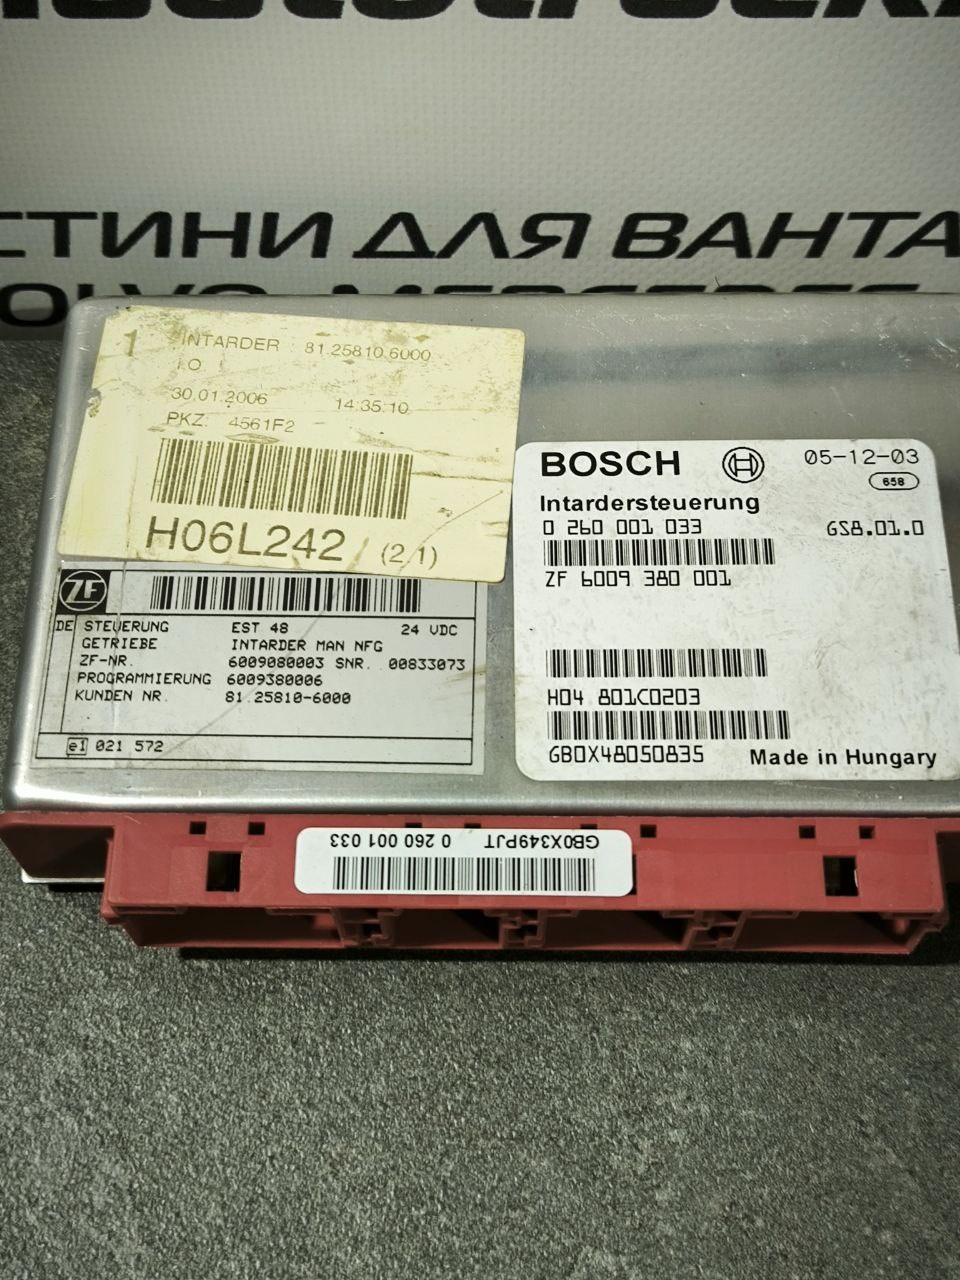 СТИНИ ДЛЯ ВАНТА
1 INTARDER 81.25810.6000
I.O
30.01.2006 14:35:10
PKZ: 4561F2
H06L242 (2,1)
ZF
DE STEUERUNG EST 48 24 VDC
GETRIEBE INTARDER MAN NFG
ZF-NR. 6009080003 SNR. 00833073
PROGRAMMIERUNG 6009380006
KUNDEN NR. 81.25810-6000
e1 021 572
BOSCH 05-12-03
658
Intardersteuerung
0 260 001 033 GS8.01.0
ZF 6009 380 001
H04 801C0203
GB0X48050835 Made in Hungary
GB0X349PJT 0 260 001 033